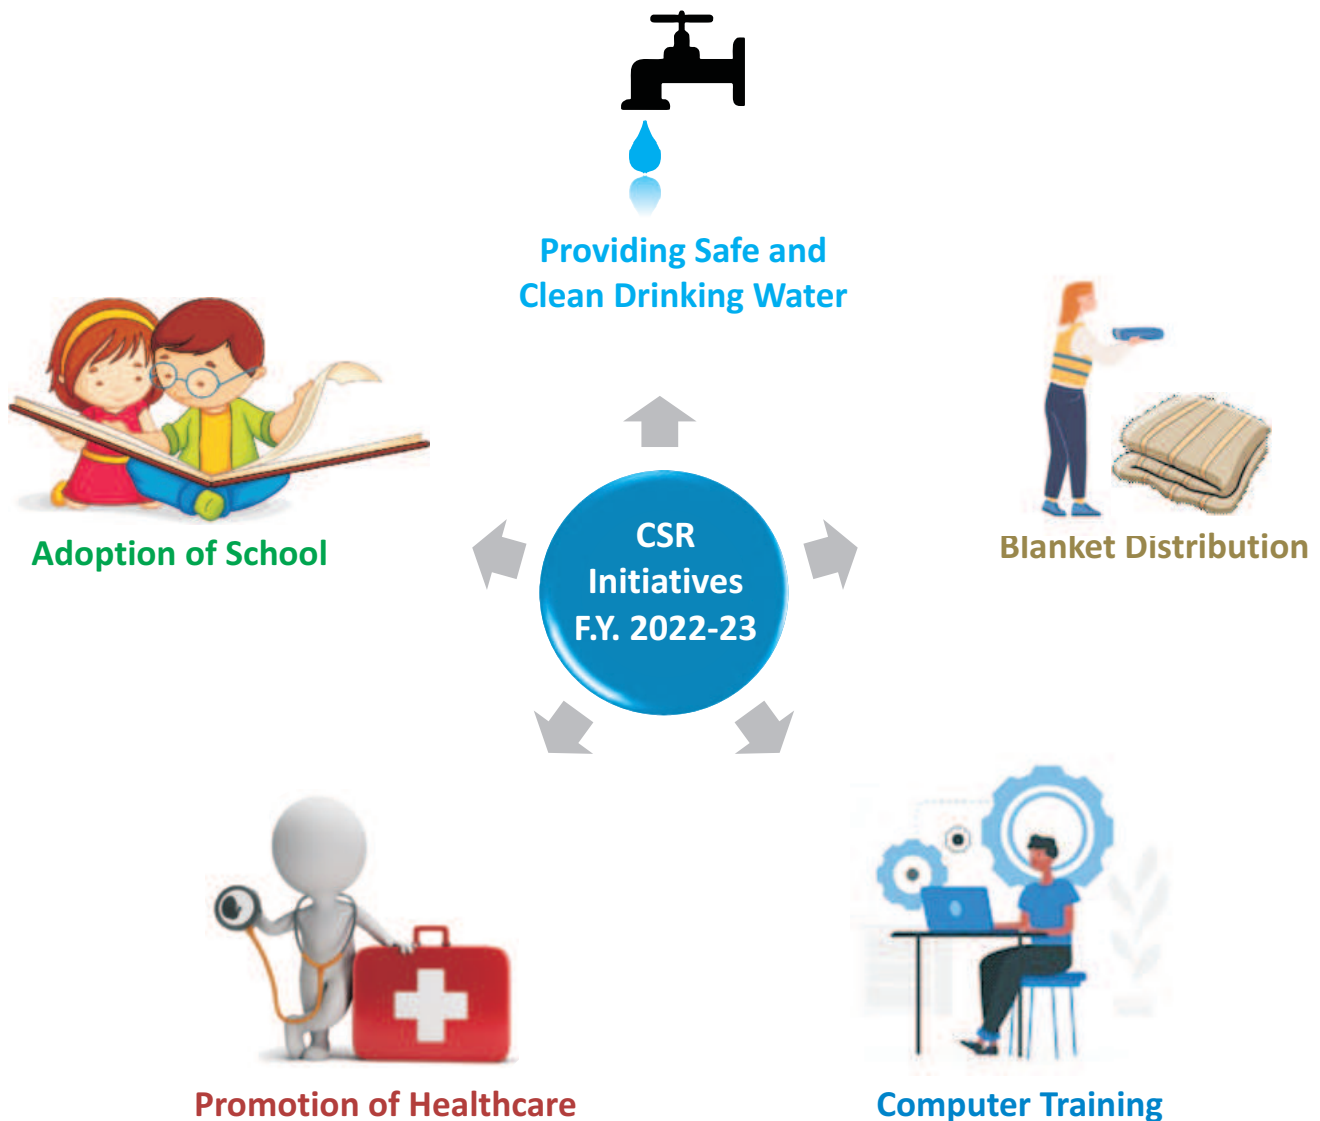 Providing Safe and
Clean Drinking Water
Adoption of School
CSR
Initiatives
F.Y. 2022-23
Blanket Distribution
Promotion of Healthcare
Computer Training